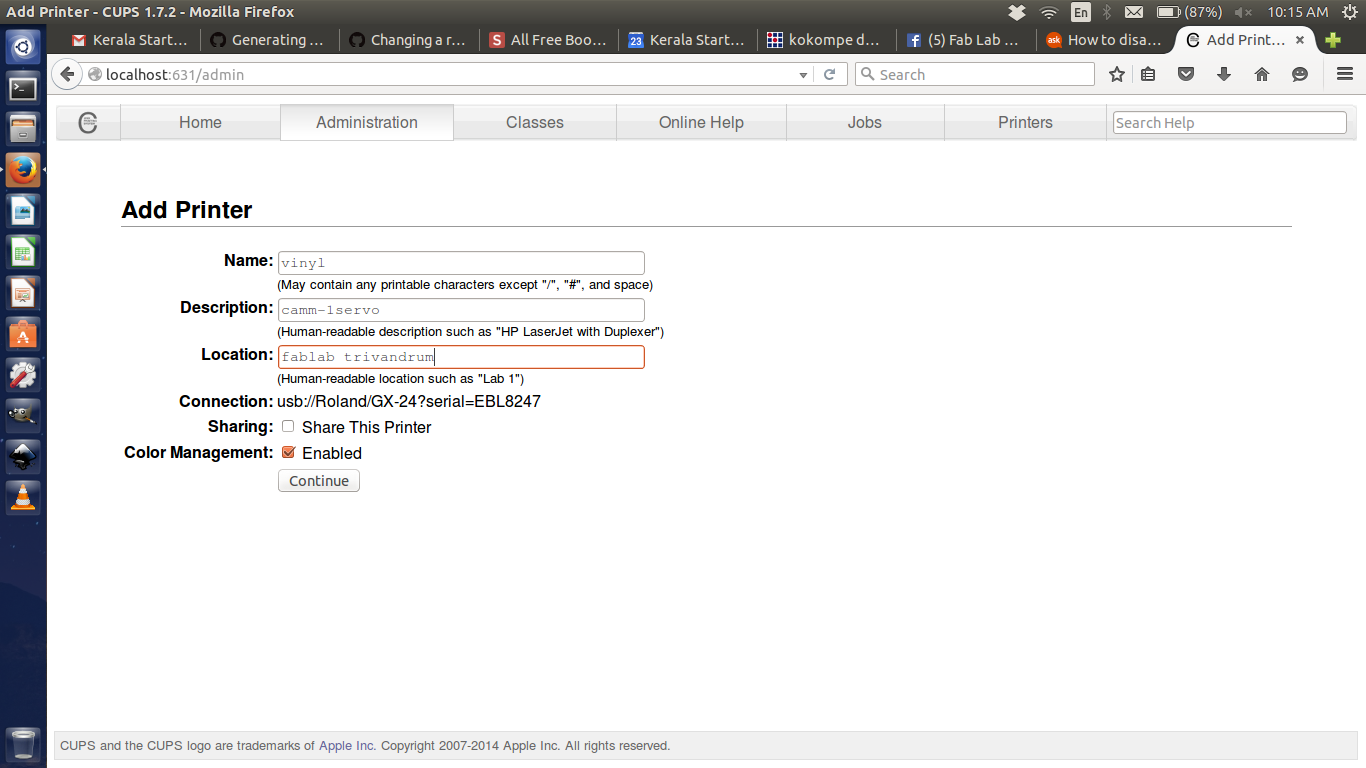 Add Printer - CUPS 1.7.2 - Mozilla Firefox
En
(87%)
10:15 AM
Kerala Start...
Generating ...
Changing a r...
S All Free Boo...
23 Kerala Start...
kokompe d...
f (5) Fab Lab ...
ask How to disa...
Add Print... ×
localhost:631/admin
Search
Home
Administration
Classes
Online Help
Jobs
Printers
Search Help
Add Printer
Name: vinyl
(May contain any printable characters except "/", "#", and space)
Description: camm-1servo
(Human-readable description such as "HP LaserJet with Duplexer")
Location: fablab trivandrum
(Human-readable location such as "Lab 1")
Connection: usb://Roland/GX-24?serial=EBL8247
Sharing: Share This Printer
Color Management: Enabled
Continue
CUPS and the CUPS logo are trademarks of Apple Inc. Copyright 2007-2014 Apple Inc. All rights reserved.